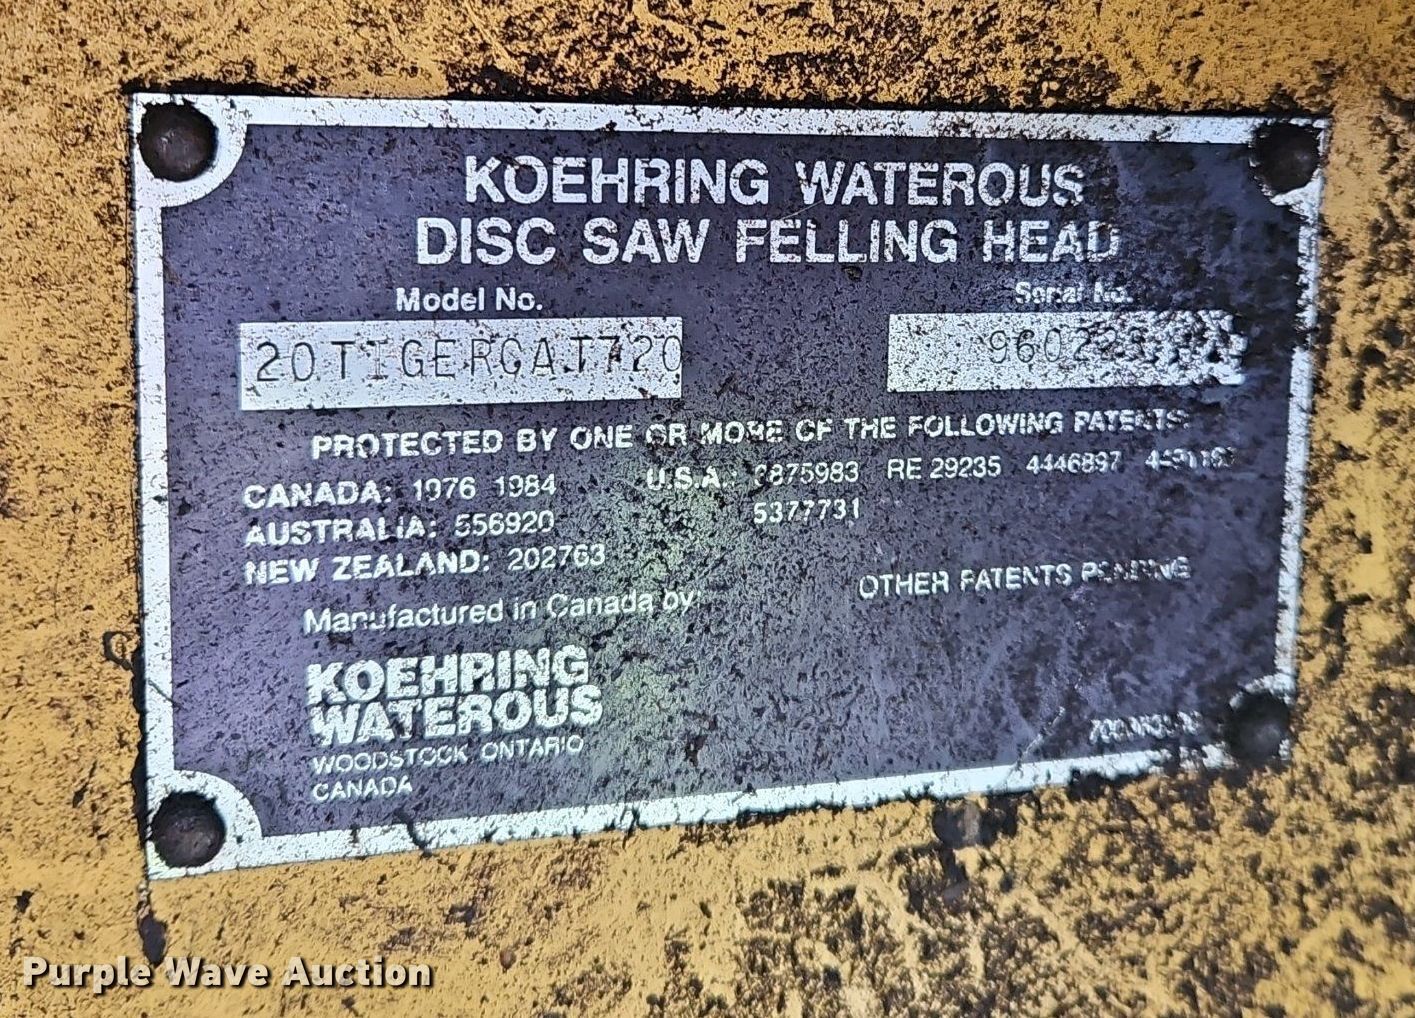 KOEHRING WATEROUS
DISC SAW FELLING HEAD
Model No. Serial No.
20TIGERCAT720
PROTECTED BY ONE OR MORE OF THE FOLLOWING PATENTS
CANADA: 1976 1984 U.S.A.: RE 29235 4446897
AUSTRALIA: 556920 5377731
NEW ZEALAND: 202763
OTHER PATENTS PENDING
Manufactured in Canada by
KOEHRING
WATEROUS
WOODSTOCK ONTARIO
CANADA
Purple Wave Auction